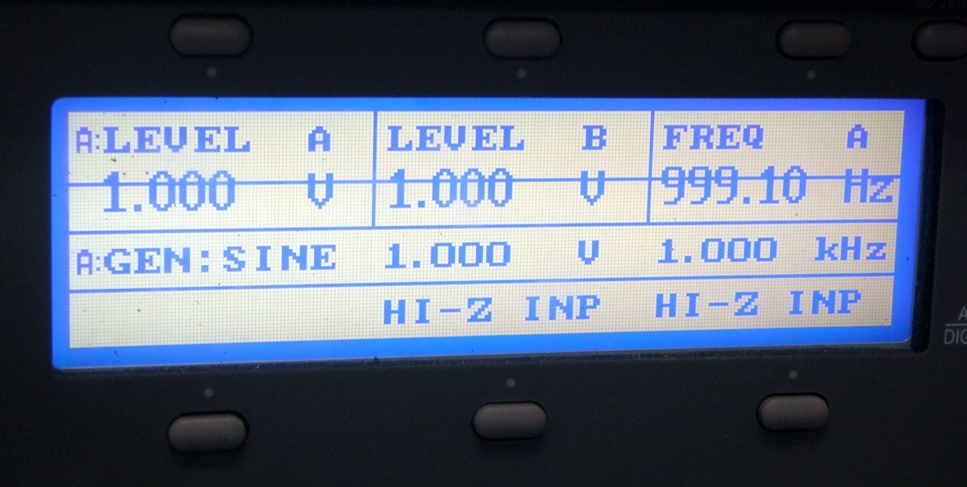 A:LEVEL A LEVEL B FREQ A
1.000 V 1.000 V 999.10 Hz
A:GEN:SINE 1.000 V 1.000 kHz
HI-Z INP HI-Z INP